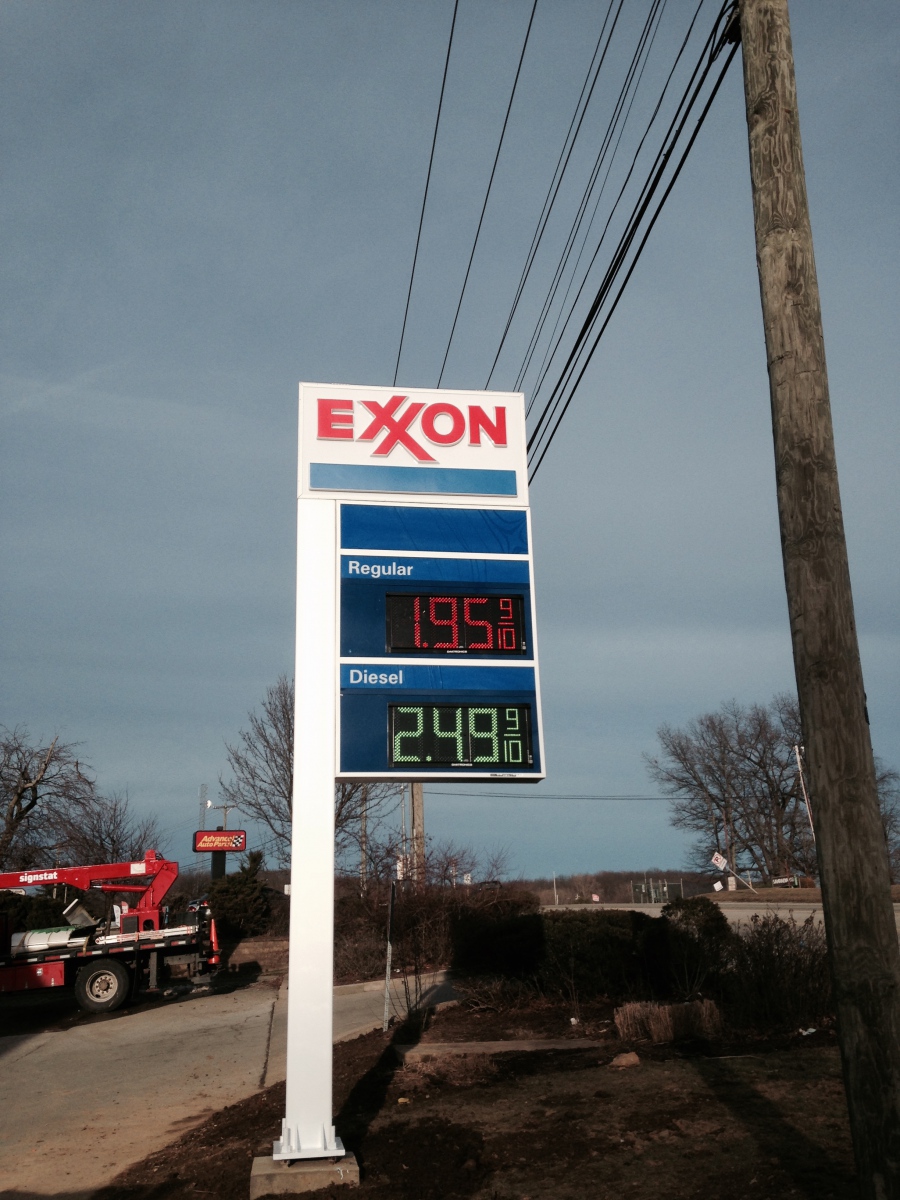 EXXON
Regular
1.95 9/10
Diesel
2.49 9/10
Advance
Auto Parts
signstat